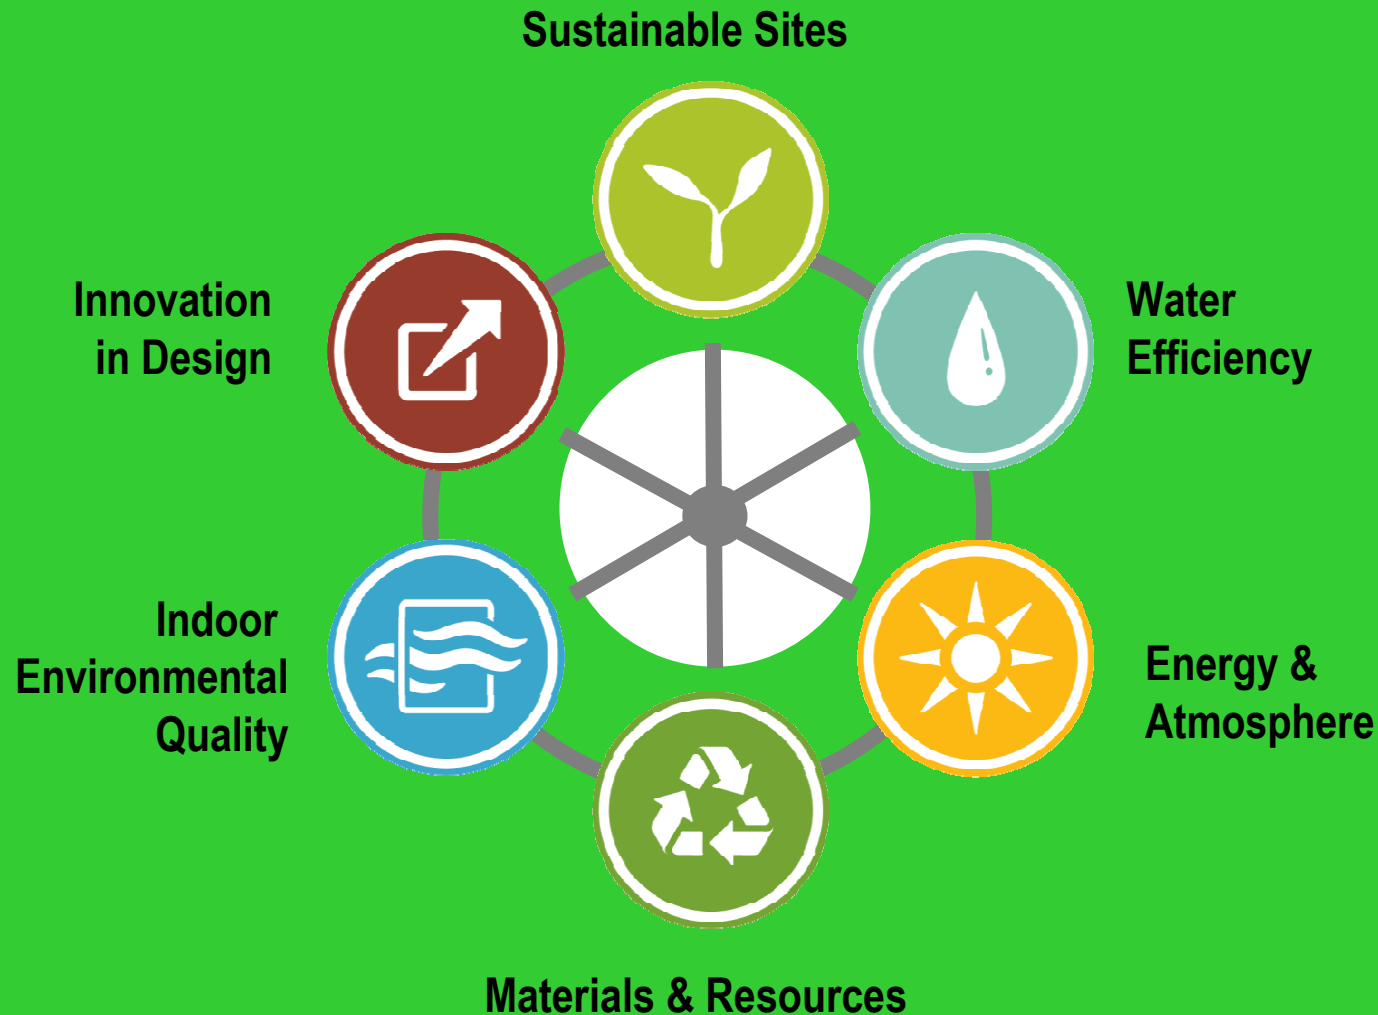 Sustainable Sites
Innovation
in Design
Water
Efficiency
Indoor
Environmental
Quality
Energy &
Atmosphere
Materials & Resources